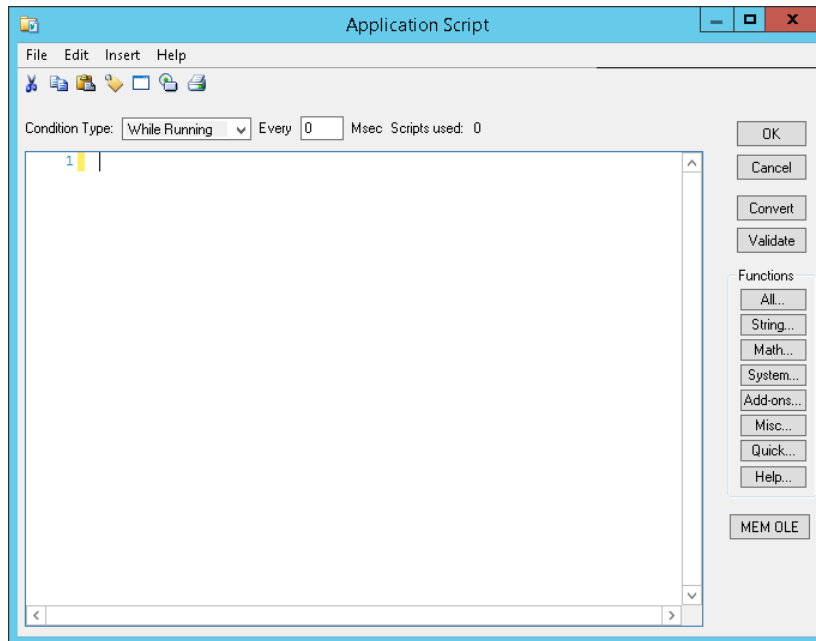 Application Script
File Edit Insert Help
Condition Type: While Running Every 0 Msec Scripts used: 0
1
OK
Cancel
Convert
Validate
Functions
All...
String...
Math...
System...
Add-ons...
Misc...
Quick...
Help...
MEM OLE